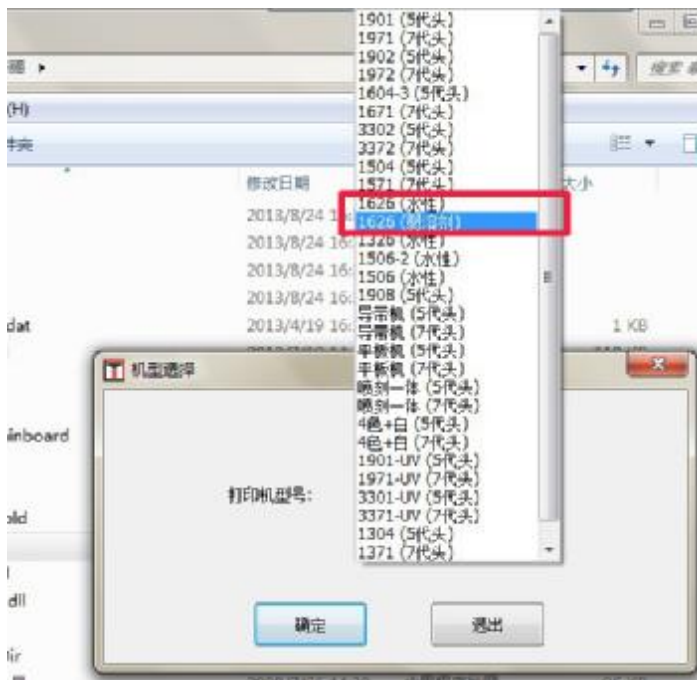 1901 (5代头)
1971 (7代头)
1902 (5代头)
1972 (7代头)
1604-3 (5代头)
1671 (7代头)
3302 (5代头)
3372 (7代头)
1504 (5代头)
1571 (7代头)
1626 (水性)
1626
1326 (水性)
1506-2 (水性)
1506 (水性)
1908 (5代头)
导带机 (5代头)
导带机 (7代头)
平板机 (5代头)
平板机 (7代头)
喷刻一体 (5代头)
喷刻一体 (7代头)
4色+白 (5代头)
4色+白 (7代头)
1901-UV (5代头)
1971-UV (7代头)
3301-UV (5代头)
3371-UV (7代头)
1304 (5代头)
1371 (7代头)
搜索
(H)
修改日期
大小
2013/8/24
2013/8/24 16:
2013/8/24 16:
2013/8/24 16:
dat
2013/4/19 16:
1 KB
机型选择
inboard
打印机型号:
old
dll
确定
退出